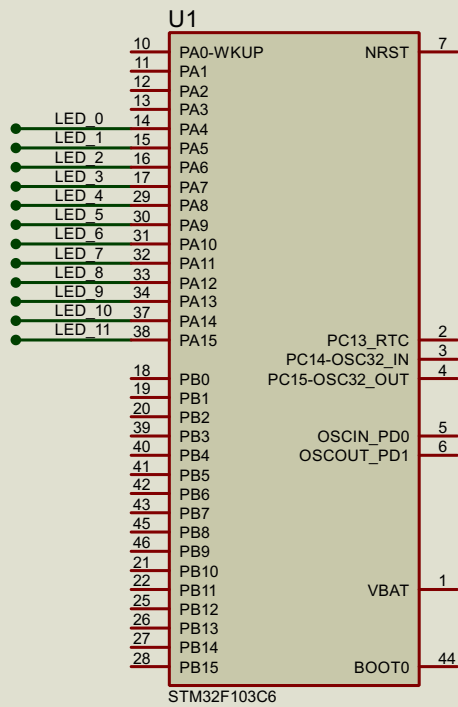 U1
10 PA0-WKUP NRST 7
11 PA1
12 PA2
13 PA3
LED_0 14 PA4
LED_1 15 PA5
LED_2 16 PA6
LED_3 17 PA7
LED_4 29 PA8
LED_5 30 PA9
LED_6 31 PA10
LED_7 32 PA11
LED_8 33 PA12
LED_9 34 PA13
LED_10 37 PA14
LED_11 38 PA15 PC13_RTC 2
PC14-OSC32_IN 3
18 PB0 PC15-OSC32_OUT 4
19 PB1
20 PB2
39 PB3 OSCIN_PD0 5
40 PB4 OSCOUT_PD1 6
41 PB5
42 PB6
43 PB7
45 PB8
46 PB9
21 PB10
22 PB11 VBAT 1
25 PB12
26 PB13
27 PB14
28 PB15 BOOT0 44
STM32F103C6